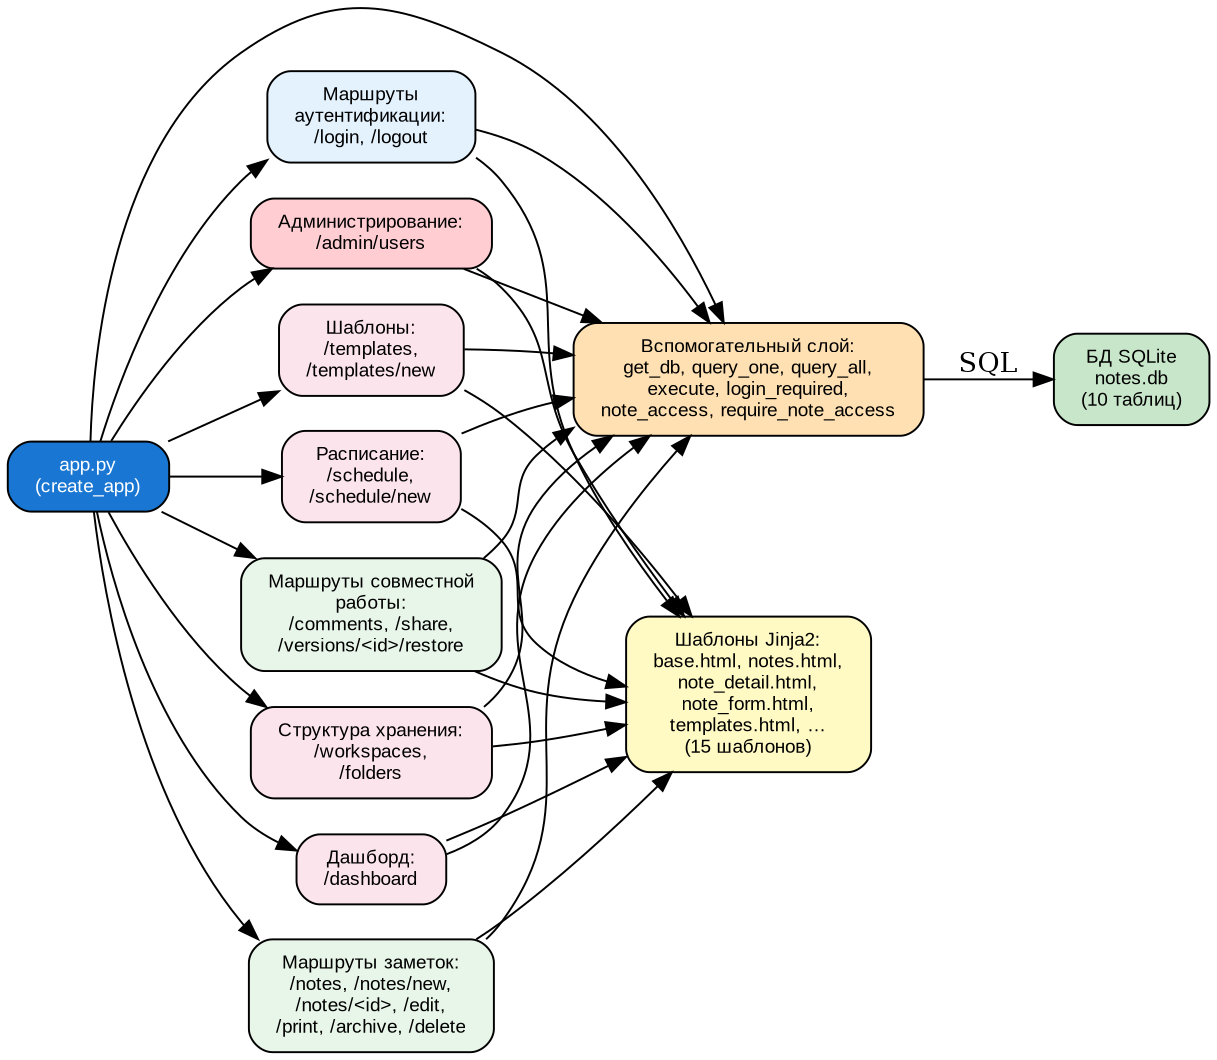 Маршруты
аутентификации:
/login, /logout
Администрирование:
/admin/users
Шаблоны:
/templates,
/templates/new
Вспомогательный слой:
get_db, query_one, query_all,
execute, login_required,
note_access, require_note_access
SQL
БД SQLite
notes.db
(10 таблиц)
app.py
(create_app)
Расписание:
/schedule,
/schedule/new
Маршруты совместной
работы:
/comments, /share,
/versions/<id>/restore
Шаблоны Jinja2:
base.html, notes.html,
note_detail.html,
note_form.html,
templates.html, …
(15 шаблонов)
Структура хранения:
/workspaces,
/folders
Дашборд:
/dashboard
Маршруты заметок:
/notes, /notes/new,
/notes/<id>, /edit,
/print, /archive, /delete